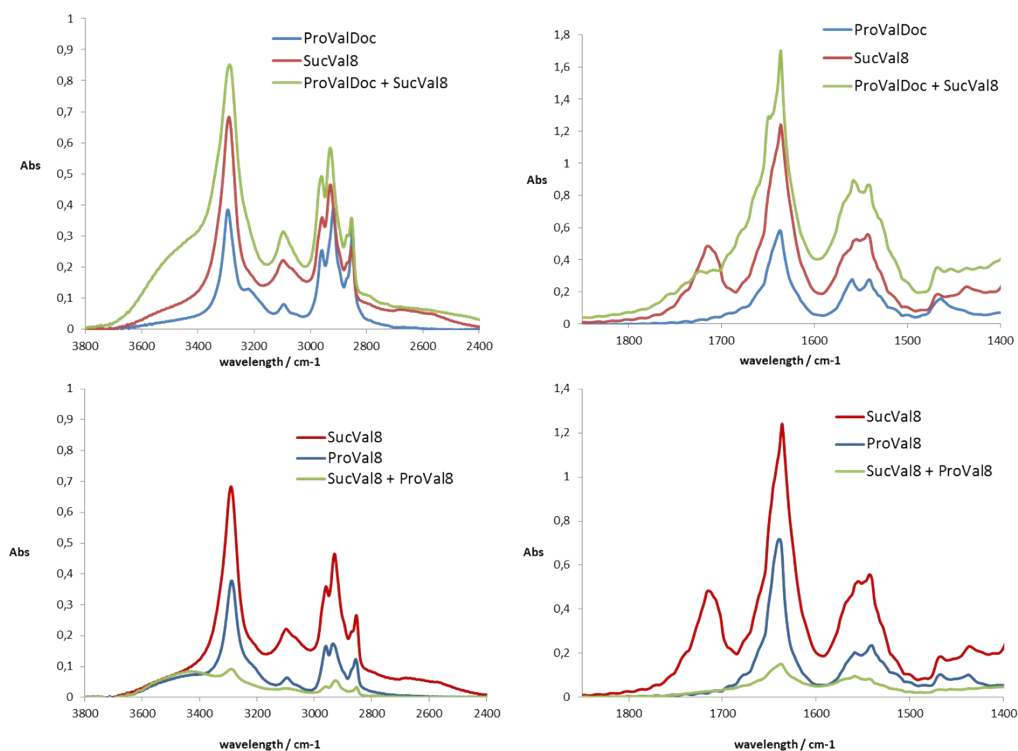 1
0,9
0,8
0,7
0,6
0,5
0,4
0,3
0,2
0,1
0
Abs
ProValDoc
SucVal8
ProValDoc + SucVal8
3800 3600 3400 3200 3000 2800 2600 2400
wavelength / cm-1
1,8
1,6
1,4
1,2
1
0,8
0,6
0,4
0,2
0
Abs
ProValDoc
SucVal8
ProValDoc + SucVal8
1800 1700 1600 1500 1400
wavelength / cm-1
1
0,9
0,8
0,7
0,6
0,5
0,4
0,3
0,2
0,1
0
Abs
SucVal8
ProVal8
SucVal8 + ProVal8
3800 3600 3400 3200 3000 2800 2600 2400
wavelength / cm-1
1,4
1,2
1
0,8
0,6
0,4
0,2
0
Abs
SucVal8
ProVal8
SucVal8 + ProVal8
1800 1700 1600 1500 1400
wavelength / cm-1